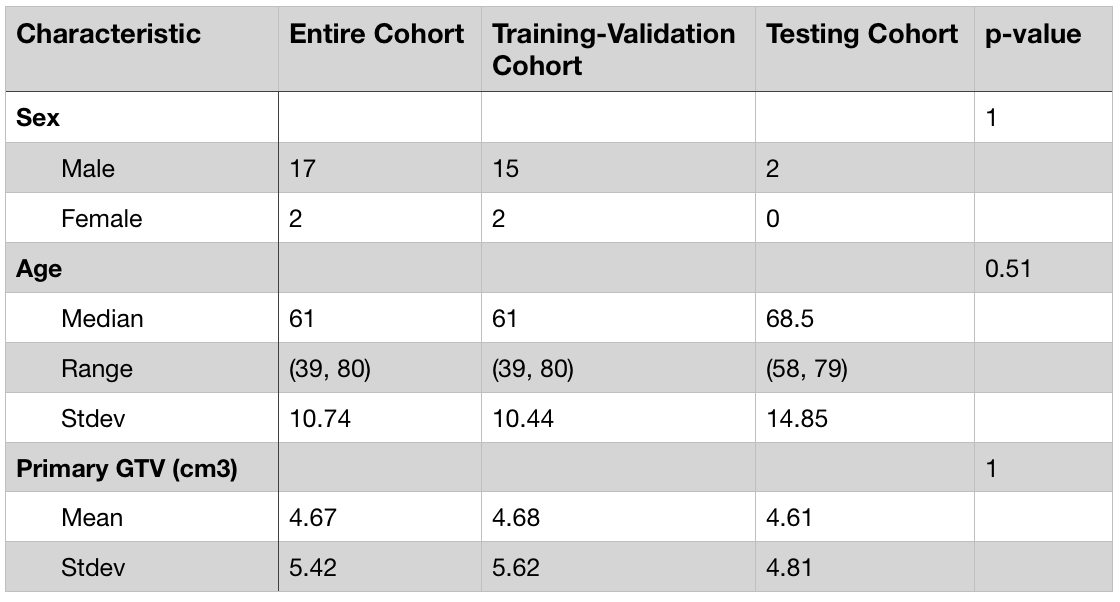 Characteristic Entire Cohort Training-Validation Cohort Testing Cohort p-value
Sex 1
Male 17 15 2
Female 2 2 0
Age 0.51
Median 61 61 68.5
Range (39, 80) (39, 80) (58, 79)
Stdev 10.74 10.44 14.85
Primary GTV (cm3) 1
Mean 4.67 4.68 4.61
Stdev 5.42 5.62 4.81